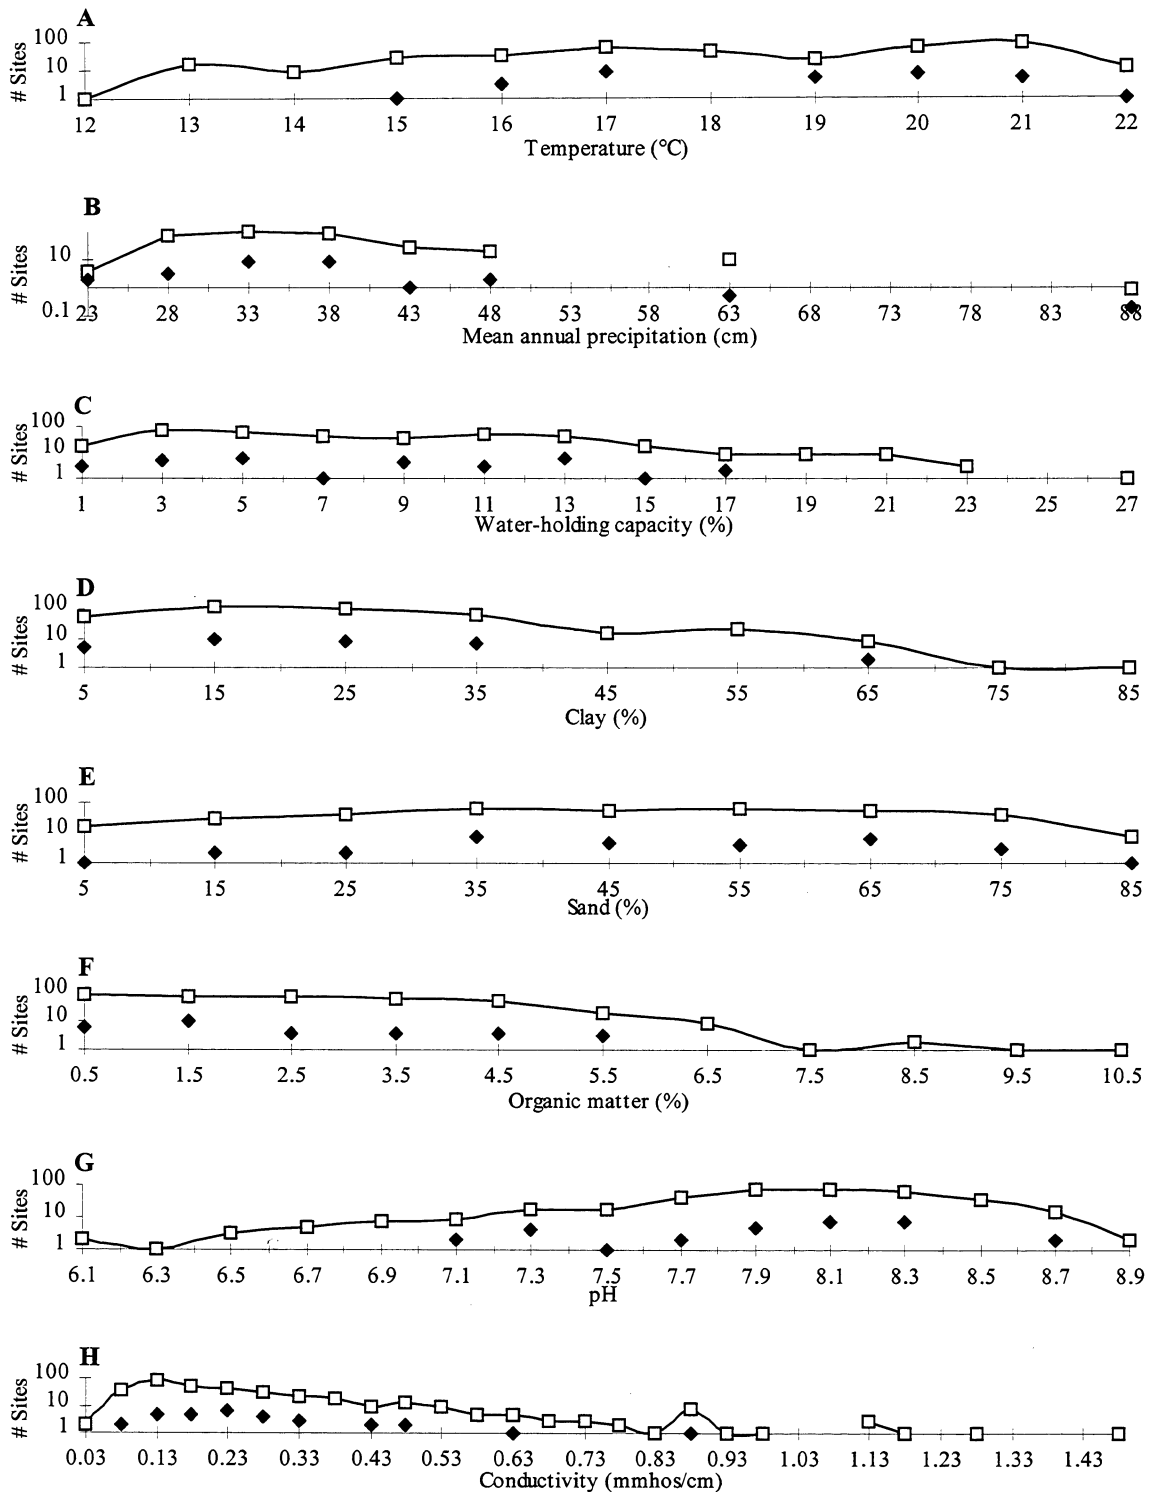 A
# Sites
100
10
1
12 13 14 15 16 17 18 19 20 21 22
Temperature (°C)
B
# Sites
10
0.1
23 28 33 38 43 48 53 58 63 68 73 78 83 88
Mean annual precipitation (cm)
C
# Sites
100
10
1
1 3 5 7 9 11 13 15 17 19 21 23 25 27
Water-holding capacity (%)
D
# Sites
100
10
1
5 15 25 35 45 55 65 75 85
Clay (%)
E
# Sites
100
10
1
5 15 25 35 45 55 65 75 85
Sand (%)
F
# Sites
100
10
1
0.5 1.5 2.5 3.5 4.5 5.5 6.5 7.5 8.5 9.5 10.5
Organic matter (%)
G
# Sites
100
10
1
6.1 6.3 6.5 6.7 6.9 7.1 7.3 7.5 7.7 7.9 8.1 8.3 8.5 8.7 8.9
pH
H
# Sites
100
10
1
0.03 0.13 0.23 0.33 0.43 0.53 0.63 0.73 0.83 0.93 1.03 1.13 1.23 1.33 1.43
Conductivity (mmhos/cm)